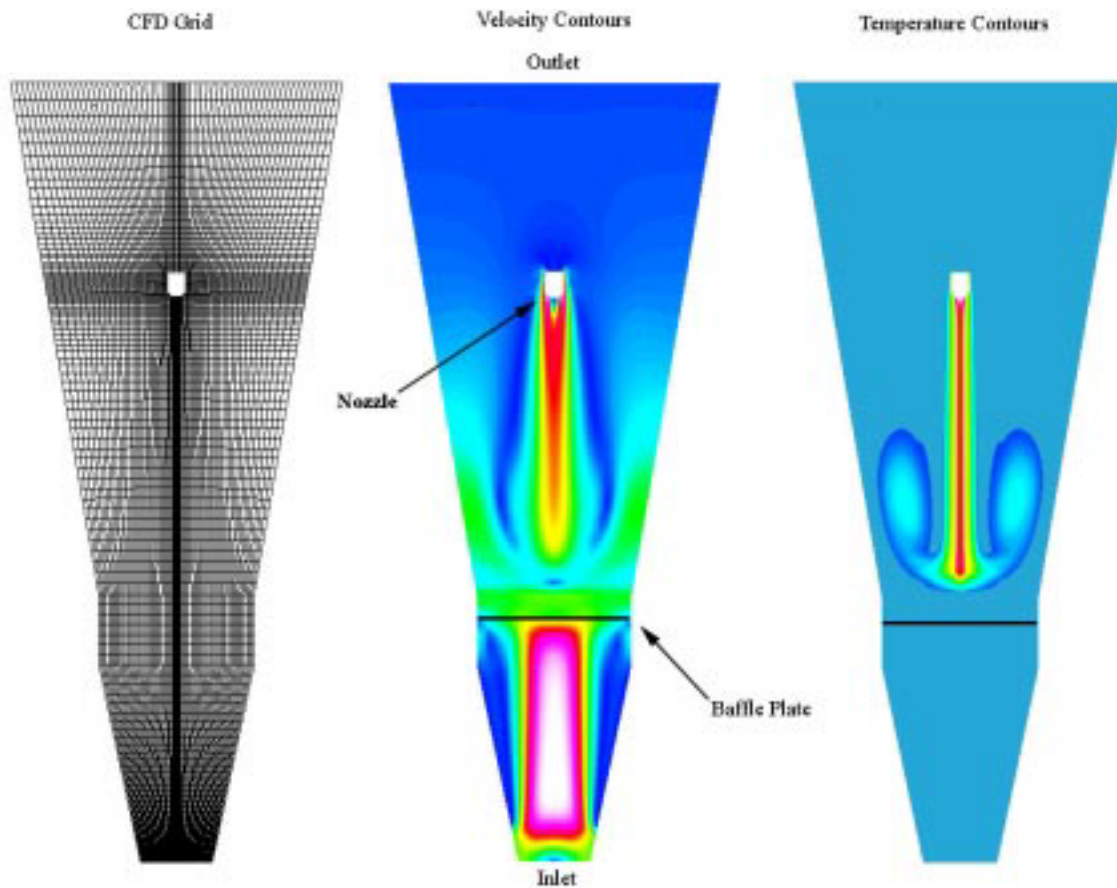 CFD Grid
Velocity Contours
Temperature Contours
Outlet
Nozzle
Baffle Plate
Inlet